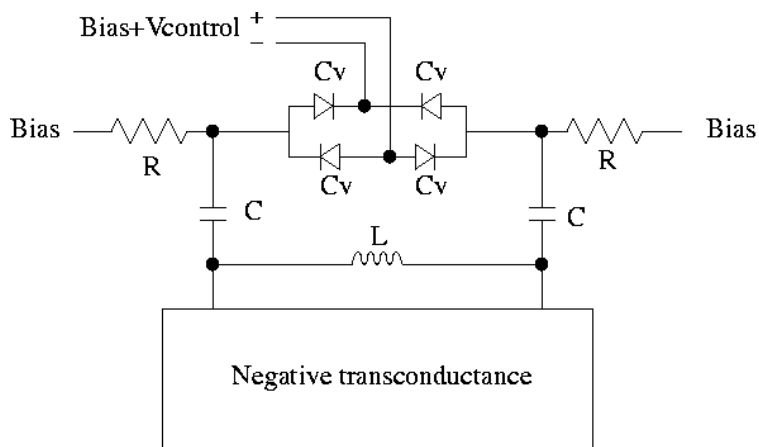 Bias+Vcontrol + −
Cv Cv
Bias R R Bias
Cv Cv
C C
L
Negative transconductance